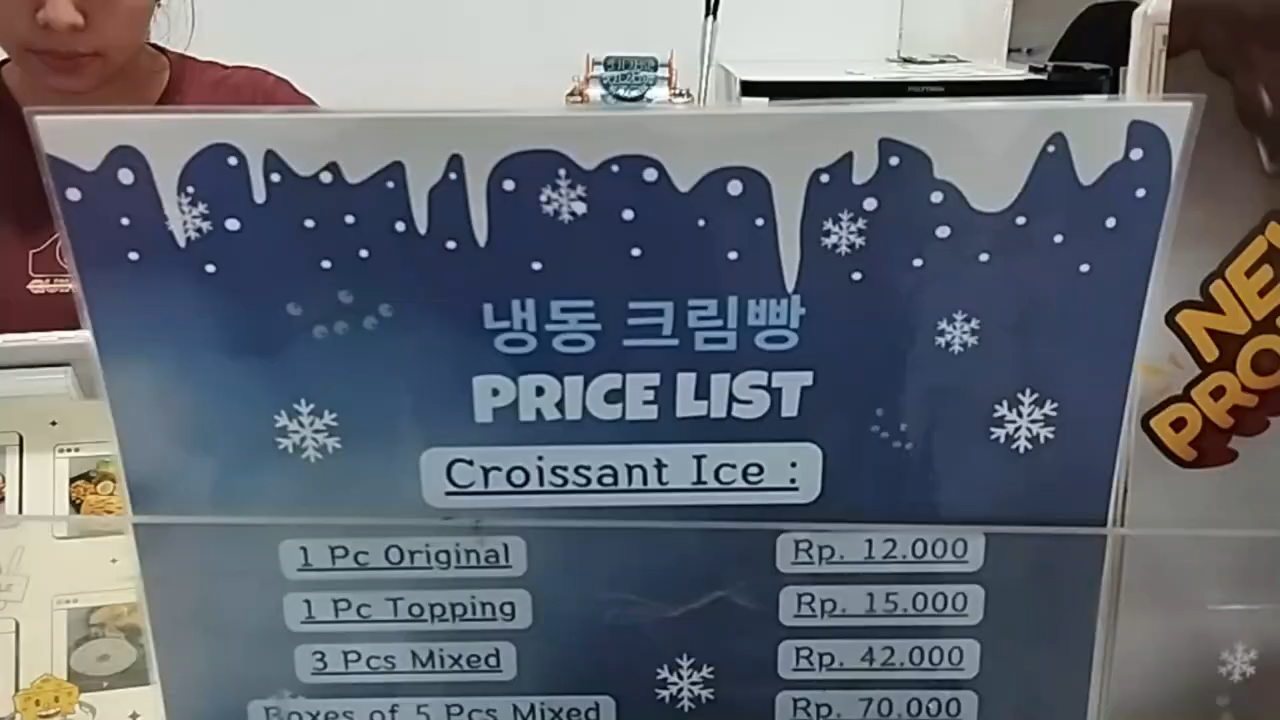 냉동 크림빵
PRICE LIST
Croissant Ice :
1 Pc Original Rp. 12.000
1 Pc Topping Rp. 15.000
3 Pcs Mixed Rp. 42.000
Boxes of 5 Pcs Mixed Rp. 70.000